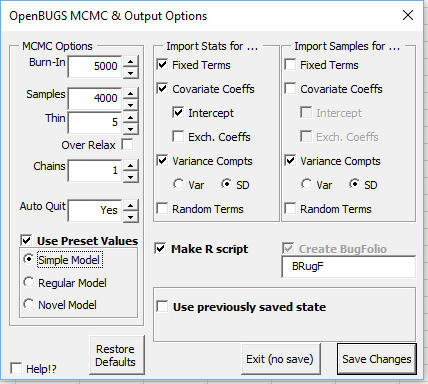 OpenBUGS MCMC & Output Options
MCMC Options
Burn-In 5000
Samples 4000
Thin 5
Over Relax
Chains 1
Auto Quit Yes
Use Preset Values
Simple Model
Regular Model
Novel Model
Import Stats for ...
Fixed Terms
Covariate Coeffs
Intercept
Exch. Coeffs
Variance Compts
Var SD
Random Terms
Import Samples for ...
Fixed Terms
Covariate Coeffs
Intercept
Exch. Coeffs
Variance Compts
Var SD
Random Terms
Make R script
Create BugFolio
BRugF
Use previously saved state
Help!?
Restore
Defaults
Exit (no save)
Save Changes